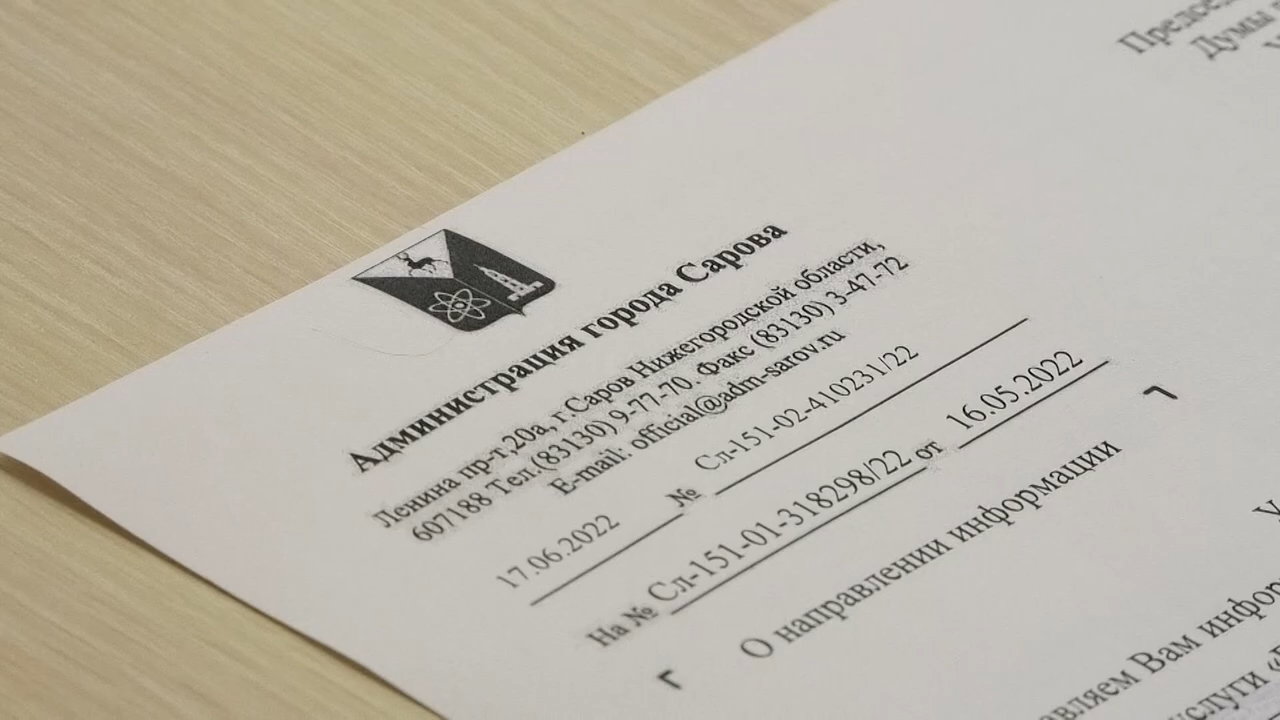 Думы
Администрация города Сарова
Ленина пр-т,20а, г.Саров Нижегородской области,
607188 Тел.(83130) 9-77-70. Факс (83130) 3-47-72
E-mail: official@adm-sarov.ru
17.06.2022 № Сл-151-02-410231/22
На № Сл-151-01-318298/22 от 16.05.2022
О направлении информации
Вам